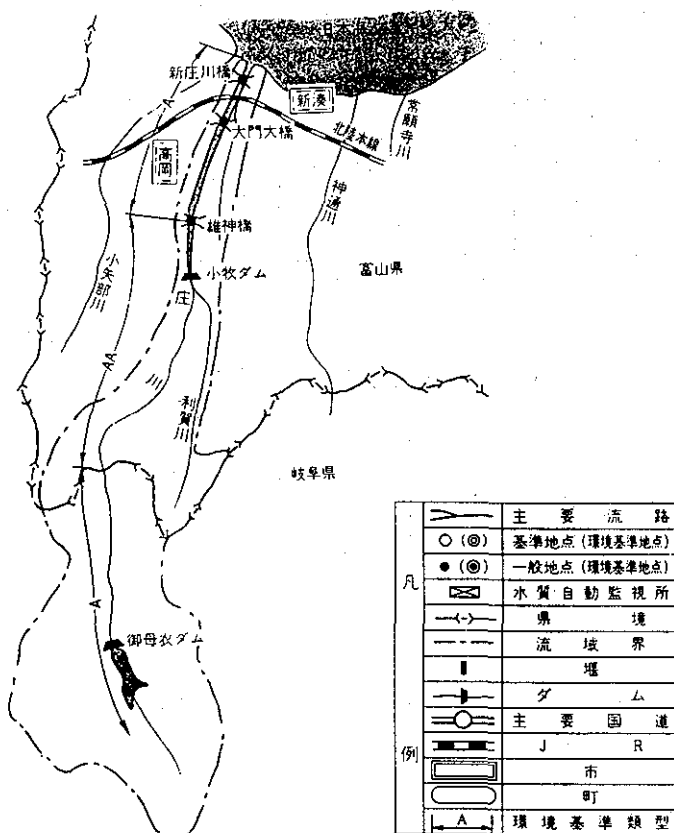 日
新庄川橋
新湊
A
大門大橋
北陸本線
常願寺川
高岡
神通川
雄神橋
小矢部川
小牧ダム
富山県
庄川
AA
利賀川
岐阜県
A
御母衣ダム
凡例
主要流路
基準地点(環境基準地点)
一般地点(環境基準地点)
水質自動監視所
県境
流域界
堰
ダム
主要国道
JR
市
町
A 環境基準類型